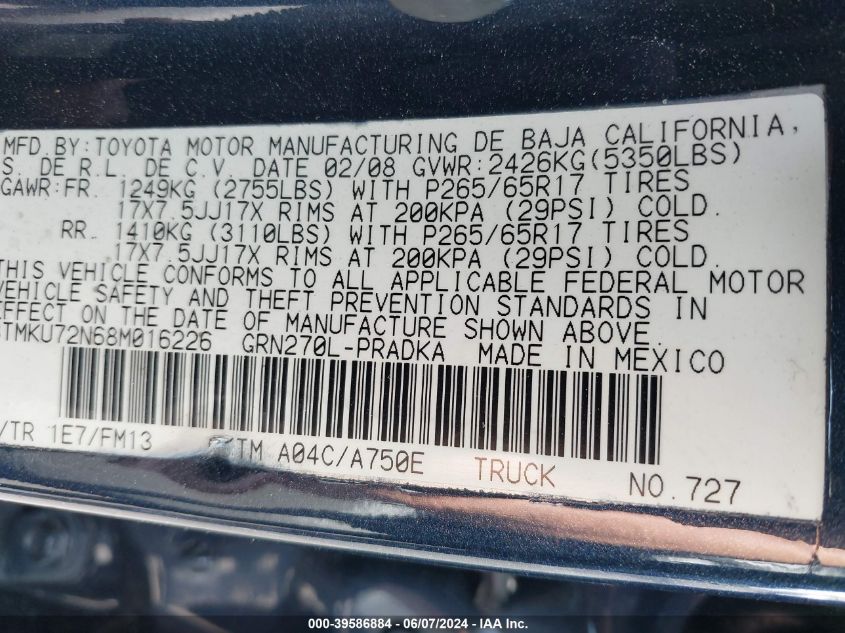 MFD. BY: TOYOTA MOTOR MANUFACTURING DE BAJA CALIFORNIA,
S. DE R.L. DE C.V. DATE 02/08 GVWR:2426KG(5350LBS)
GAWR:FR. 1249KG (2755LBS) WITH P265/65R17 TIRES
17X7.5JJ17X RIMS AT 200KPA (29PSI) COLD.
RR. 1410KG (3110LBS) WITH P265/65R17 TIRES
17X7.5JJ17X RIMS AT 200KPA (29PSI) COLD.
THIS VEHICLE CONFORMS TO ALL APPLICABLE FEDERAL MOTOR
VEHICLE SAFETY AND THEFT PREVENTION STANDARDS IN
EFFECT ON THE DATE OF MANUFACTURE SHOWN ABOVE.
TMKU72N68M016226 GRN270L-PRADKA MADE IN MEXICO
/TR 1E7/FM13 TM A04C/A750E TRUCK NO.727
000-39586884 - 06/07/2024 - IAA Inc.